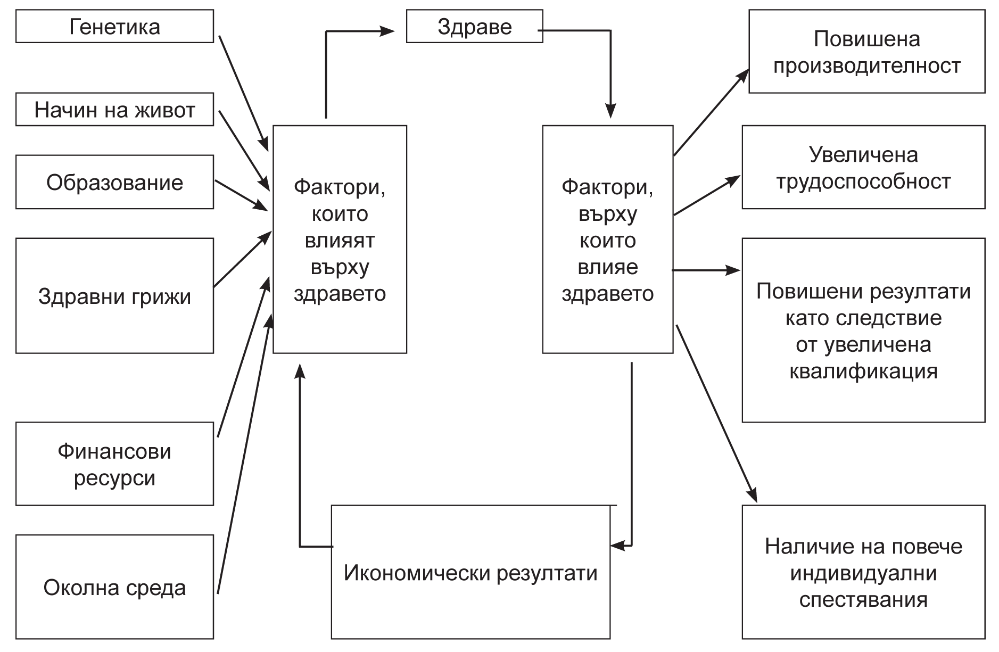 Генетика
Начин на живот
Образование
Здравни грижи
Финансови
ресурси
Околна среда
Фактори,
които
влияят
върху
здравето
Здраве
Фактори,
върху
които
влияе
здравето
Икономически резултати
Повишена
производителност
Увеличена
трудоспособност
Повишени резултати
като следствие
от увеличена
квалификация
Наличие на повече
индивидуални
спестявания